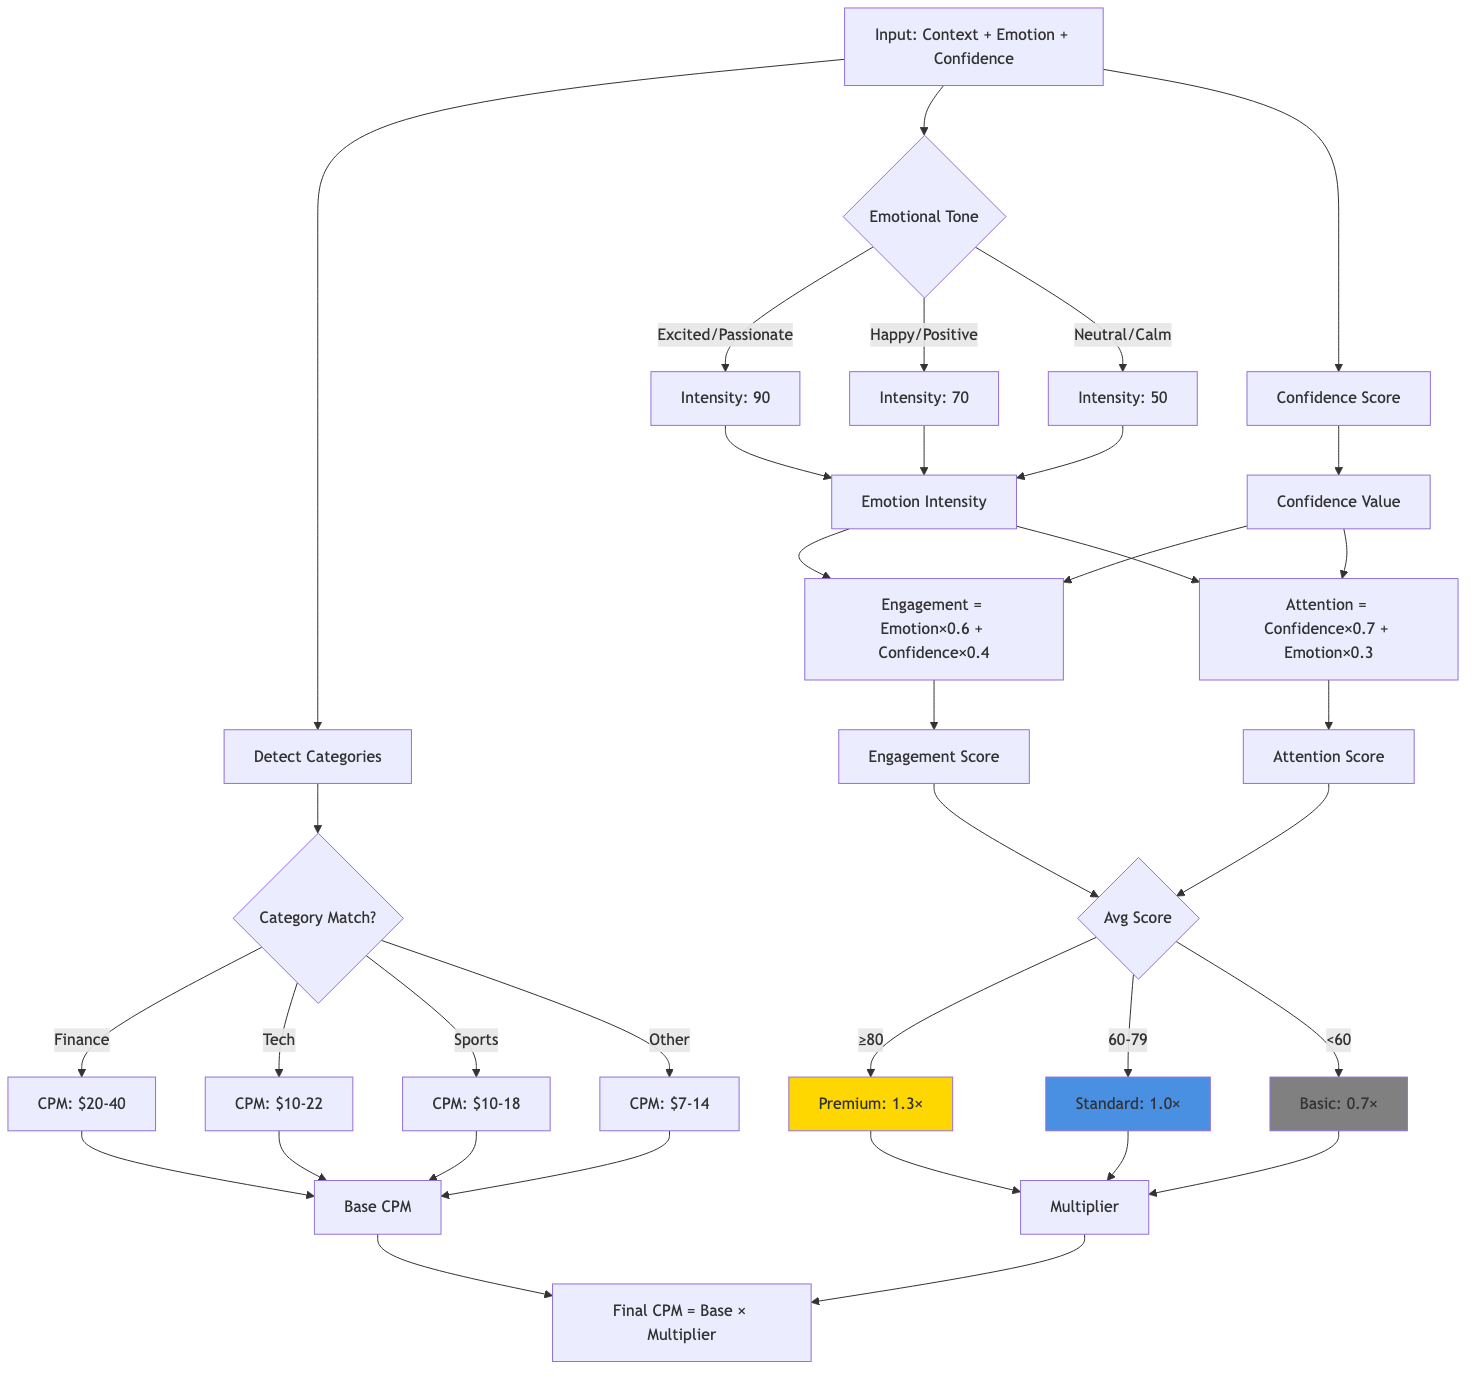 Input: Context + Emotion +
Confidence
Emotional Tone
Excited/Passionate
Happy/Positive
Neutral/Calm
Intensity: 90
Intensity: 70
Intensity: 50
Confidence Score
Emotion Intensity
Confidence Value
Engagement =
Emotion×0.6 +
Confidence×0.4
Attention =
Confidence×0.7 +
Emotion×0.3
Detect Categories
Engagement Score
Attention Score
Category Match?
Avg Score
Finance
Tech
Sports
Other
≥80
60-79
<60
CPM: $20-40
CPM: $10-22
CPM: $10-18
CPM: $7-14
Premium: 1.3×
Standard: 1.0×
Basic: 0.7×
Base CPM
Multiplier
Final CPM = Base ×
Multiplier